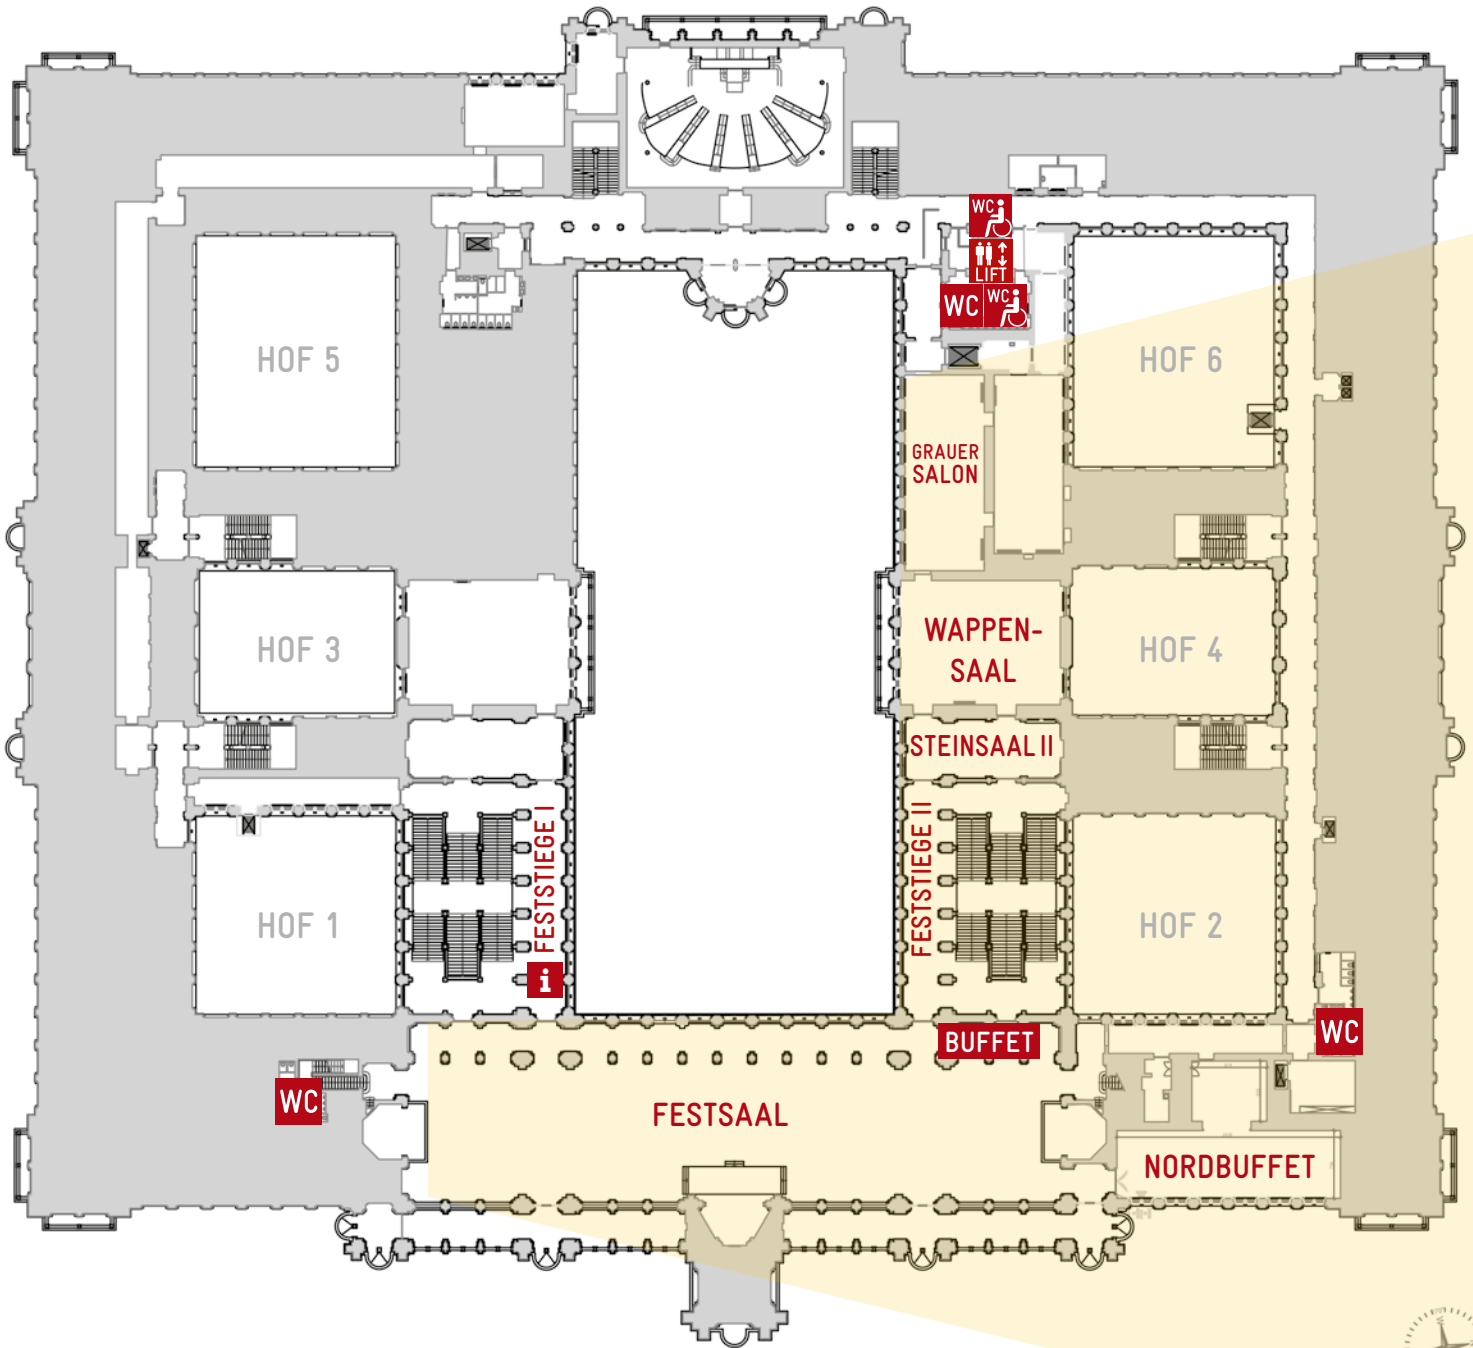 WC
LIFT
WC
WC
HOF 5
HOF 6
GRAUER
SALON
HOF 3
WAPPEN-
SAAL
HOF 4
STEINSAAL II
FESTSTIEGE I
FESTSTIEGE II
HOF 1
HOF 2
i
BUFFET
WC
WC
FESTSAAL
NORDBUFFET